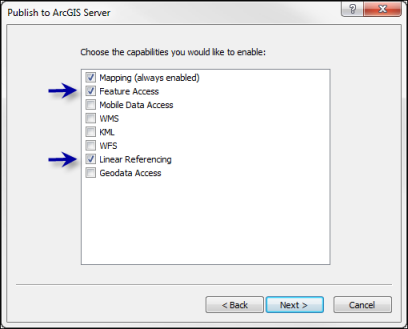 Publish to ArcGIS Server
Choose the capabilities you would like to enable:
Mapping (always enabled)
Feature Access
Mobile Data Access
WMS
KML
WFS
Linear Referencing
Geodata Access
< Back
Next >
Cancel